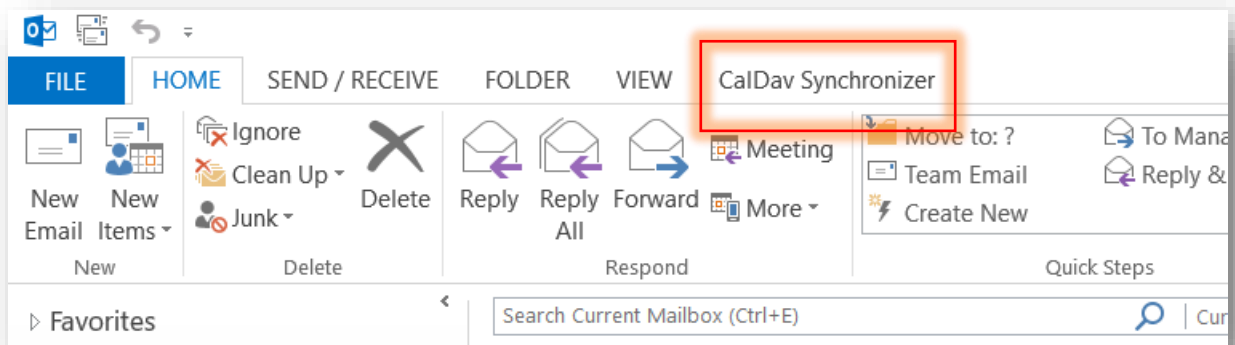 FILE HOME SEND / RECEIVE FOLDER VIEW CalDav Synchronizer
Ignore
Clean Up
Junk
Delete
New Email
New Items
Reply
Reply All
Forward
Meeting
More
Move to: ?
Team Email
Create New
To Mana
Reply &
New Delete Respond Quick Steps
Favorites
Search Current Mailbox (Ctrl+E)
Cur